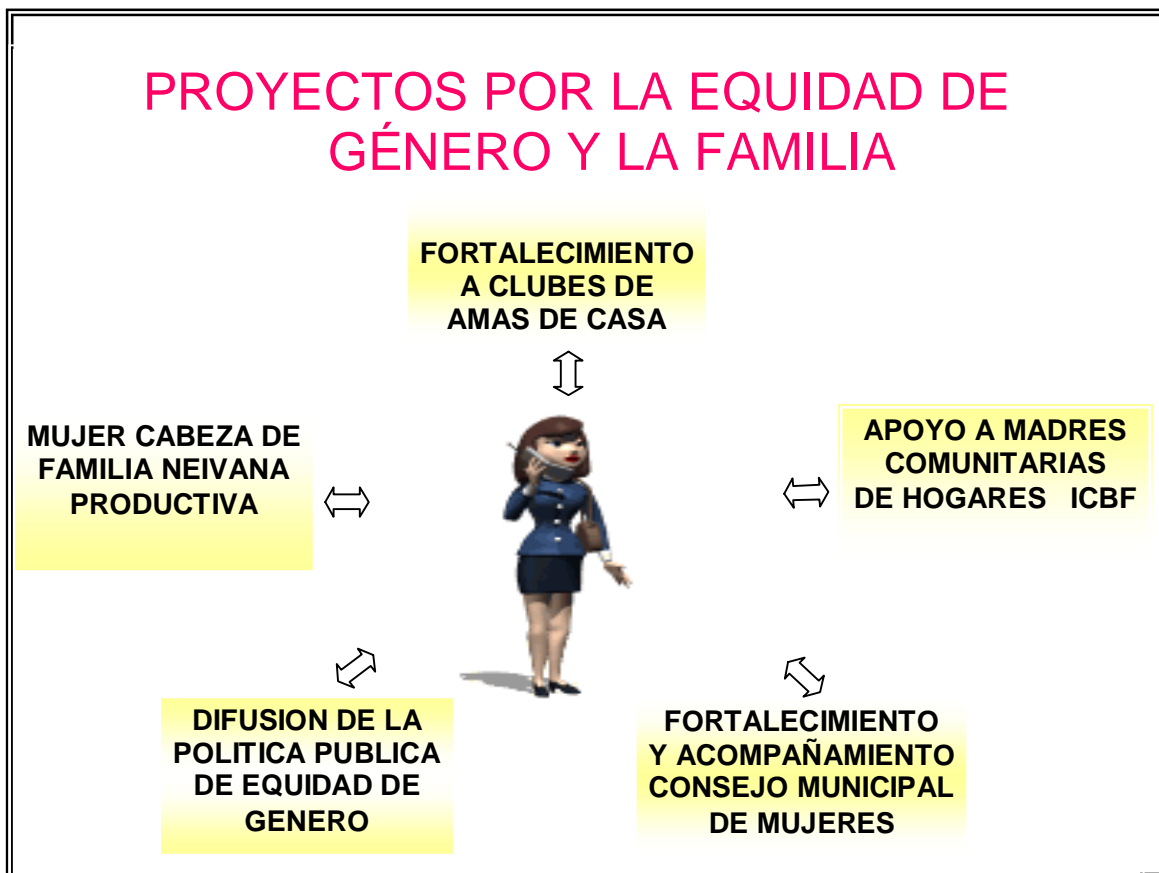 PROYECTOS POR LA EQUIDAD DE
GÉNERO Y LA FAMILIA
FORTALECIMIENTO
A CLUBES DE
AMAS DE CASA
MUJER CABEZA DE
FAMILIA NEIVANA
PRODUCTIVA
APOYO A MADRES
COMUNITARIAS
DE HOGARES ICBF
DIFUSION DE LA
POLITICA PUBLICA
DE EQUIDAD DE
GENERO
FORTALECIMIENTO
Y ACOMPAÑAMIENTO
CONSEJO MUNICIPAL
DE MUJERES